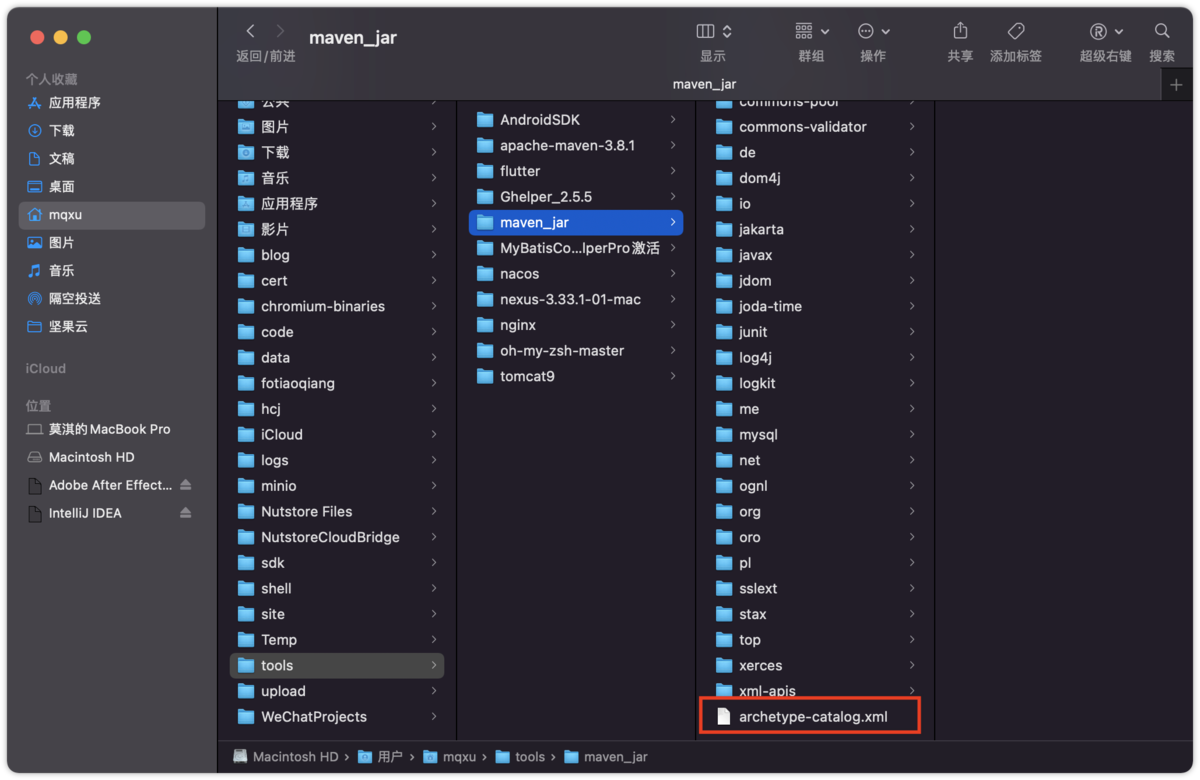 maven_jar
返回/前进
显示
群组
操作
共享
添加标签
超级右键
搜索
maven_jar
个人收藏
应用程序
下载
文稿
桌面
mqxu
图片
音乐
隔空投送
坚果云
iCloud
位置
莫淇的MacBook Pro
Macintosh HD
Adobe After Effect...
IntelliJ IDEA
公共
图片
下载
音乐
应用程序
影片
blog
cert
chromium-binaries
code
data
fotiaoqiang
hcj
iCloud
logs
minio
Nutstore Files
NutstoreCloudBridge
sdk
shell
site
Temp
tools
upload
WeChatProjects
AndroidSDK
apache-maven-3.8.1
flutter
Ghelper_2.5.5
maven_jar
MyBatisCo...lperPro激活
nacos
nexus-3.33.1-01-mac
nginx
oh-my-zsh-master
tomcat9
commons-pool
commons-validator
de
dom4j
io
jakarta
javax
jdom
joda-time
junit
log4j
logkit
me
mysql
net
ognl
org
oro
pl
sslext
stax
top
xerces
xml-apis
archetype-catalog.xml
Macintosh HD › 用户 › mqxu › tools › maven_jar